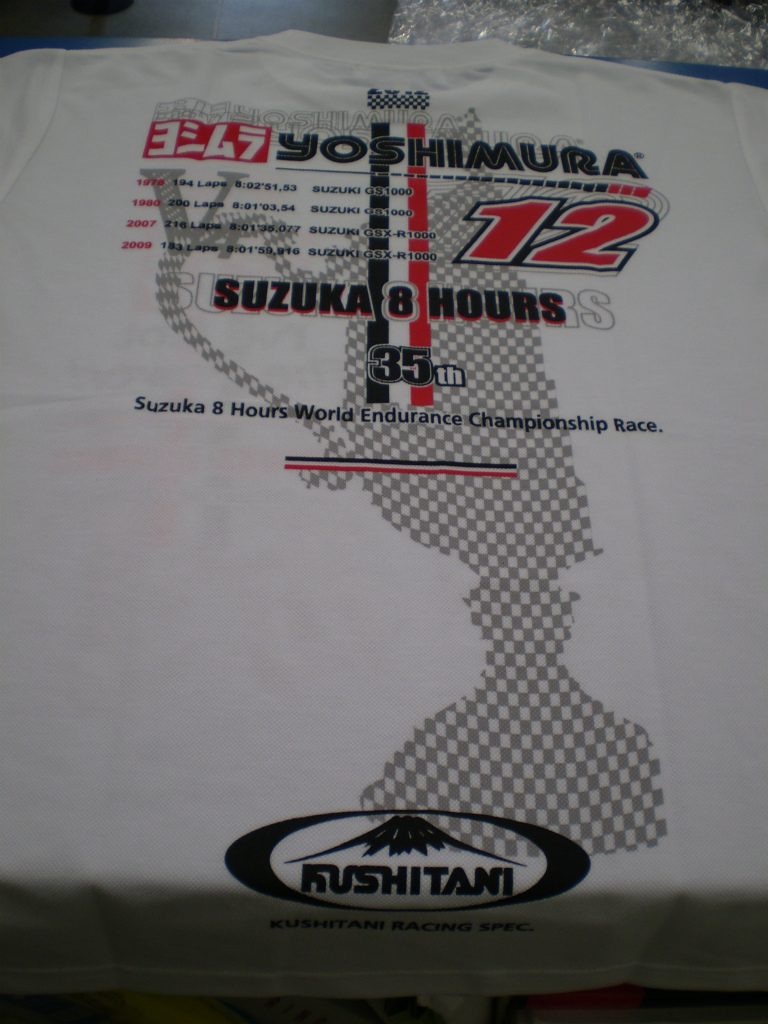 YOSHIMURA
ヨシムラ YOSHIMURA
1978 194 Laps 8:02'51,53 SUZUKI GS1000
1980 200 Laps 8:01'03,54 SUZUKI GS1000
2007 216 Laps 8:01'35,077 SUZUKI GSX-R1000
2009 183 Laps 8:01'59,916 SUZUKI GSX-R1000
12
SUZUKA 8 HOURS
35th
Suzuka 8 Hours World Endurance Championship Race.
KUSHITANI
KUSHITANI RACING SPEC.